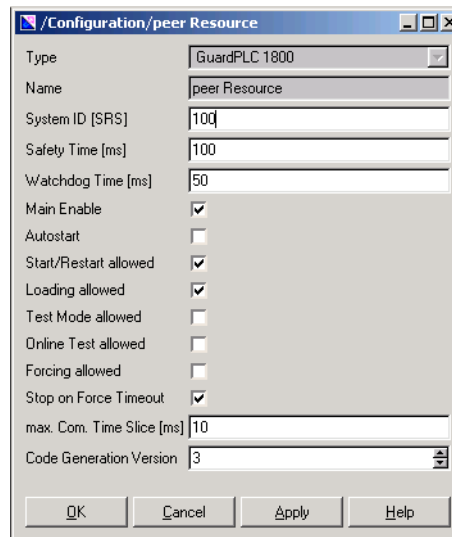 /Configuration/peer Resource
Type GuardPLC 1800
Name peer Resource
System ID [SRS] 100
Safety Time [ms] 100
Watchdog Time [ms] 50
Main Enable
Autostart
Start/Restart allowed
Loading allowed
Test Mode allowed
Online Test allowed
Forcing allowed
Stop on Force Timeout
max. Com. Time Slice [ms] 10
Code Generation Version 3
OK Cancel Apply Help